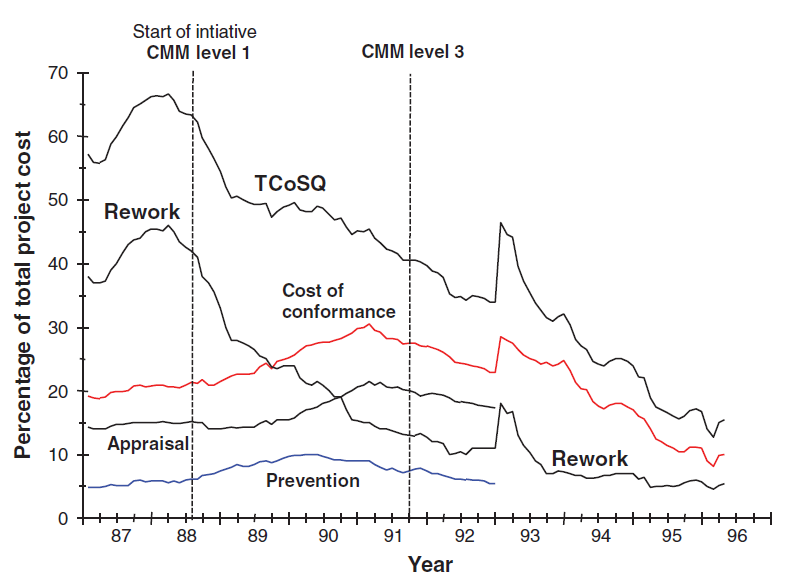 Start of intiative
CMM level 1
CMM level 3
70
60
50
40
30
20
10
0
Percentage of total project cost
TCoSQ
Rework
Cost of
conformance
Appraisal
Prevention
Rework
87 88 89 90 91 92 93 94 95 96
Year